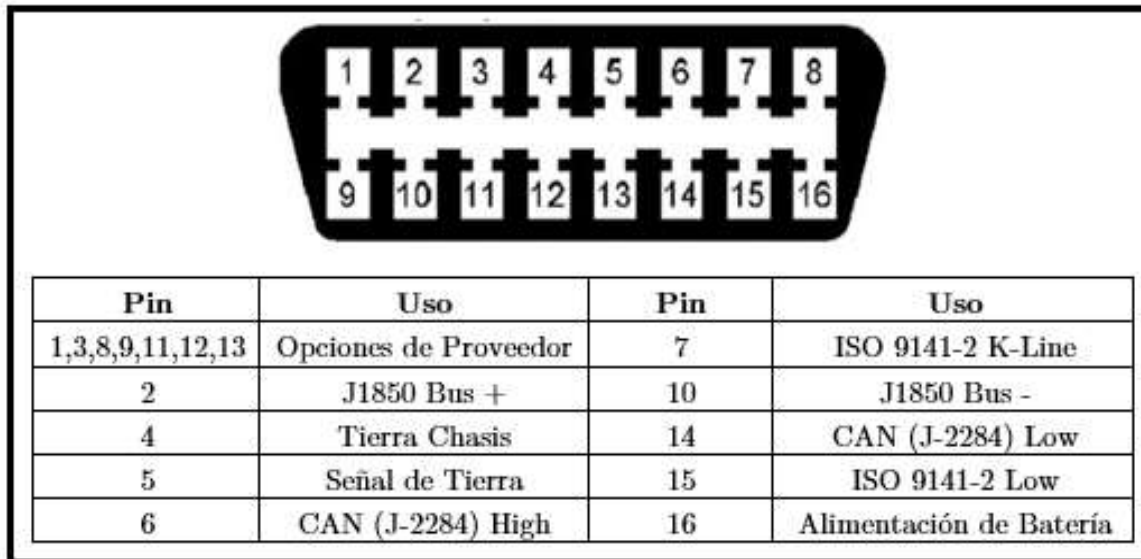 1 2 3 4 5 6 7 8
9 10 11 12 13 14 15 16
Pin Uso Pin Uso
1,3,8,9,11,12,13 Opciones de Proveedor 7 ISO 9141-2 K-Line
2 J1850 Bus + 10 J1850 Bus -
4 Tierra Chasis 14 CAN (J-2284) Low
5 Señal de Tierra 15 ISO 9141-2 Low
6 CAN (J-2284) High 16 Alimentación de Batería